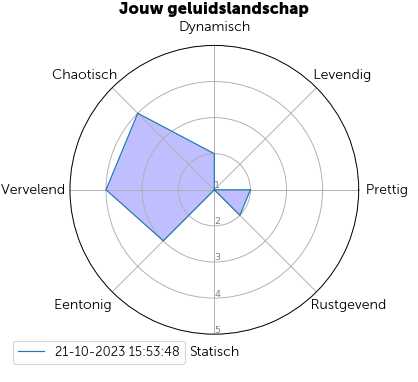 Jouw geluidslandschap
Dynamisch
Chaotisch
Levendig
Vervelend
Prettig
1
2
3
4
5
Eentonig
Rustgevend
Statisch
21-10-2023 15:53:48